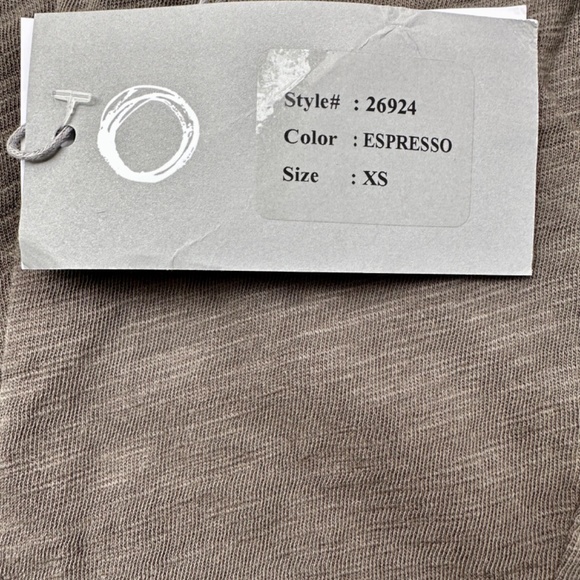 Style# : 26924
Color : ESPRESSO
Size : XS